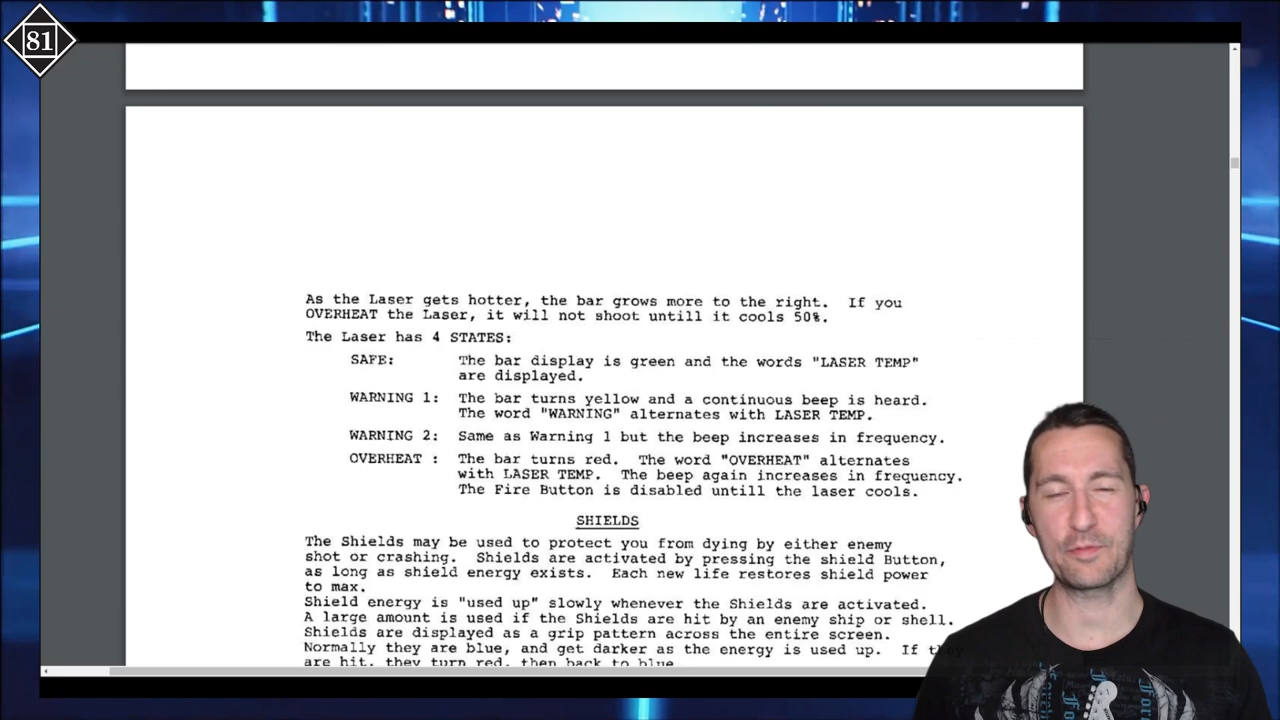 81
As the Laser gets hotter, the bar grows more to the right. If you
OVERHEAT the Laser, it will not shoot untill it cools 50%.
The Laser has 4 STATES:
SAFE: The bar display is green and the words "LASER TEMP"
are displayed.
WARNING 1: The bar turns yellow and a continuous beep is heard.
The word "WARNING" alternates with LASER TEMP.
WARNING 2: Same as Warning 1 but the beep increases in frequency.
OVERHEAT : The bar turns red. The word "OVERHEAT" alternates
with LASER TEMP. The beep again increases in frequency.
The Fire Button is disabled untill the laser cools.
SHIELDS
The Shields may be used to protect you from dying by either enemy
shot or crashing. Shields are activated by pressing the shield Button,
as long as shield energy exists. Each new life restores shield power
to max.
Shield energy is "used up" slowly whenever the Shields are activated.
A large amount is used if the Shields are hit by an enemy ship or shell.
Shields are displayed as a grip pattern across the entire screen.
Normally they are blue, and get darker as the energy is used up. If
are hit, they turn red, then back to blue